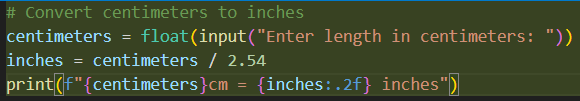 # Convert centimeters to inches
centimeters = float(input("Enter length in centimeters: "))
inches = centimeters / 2.54
print(f"{centimeters}cm = {inches:.2f} inches")